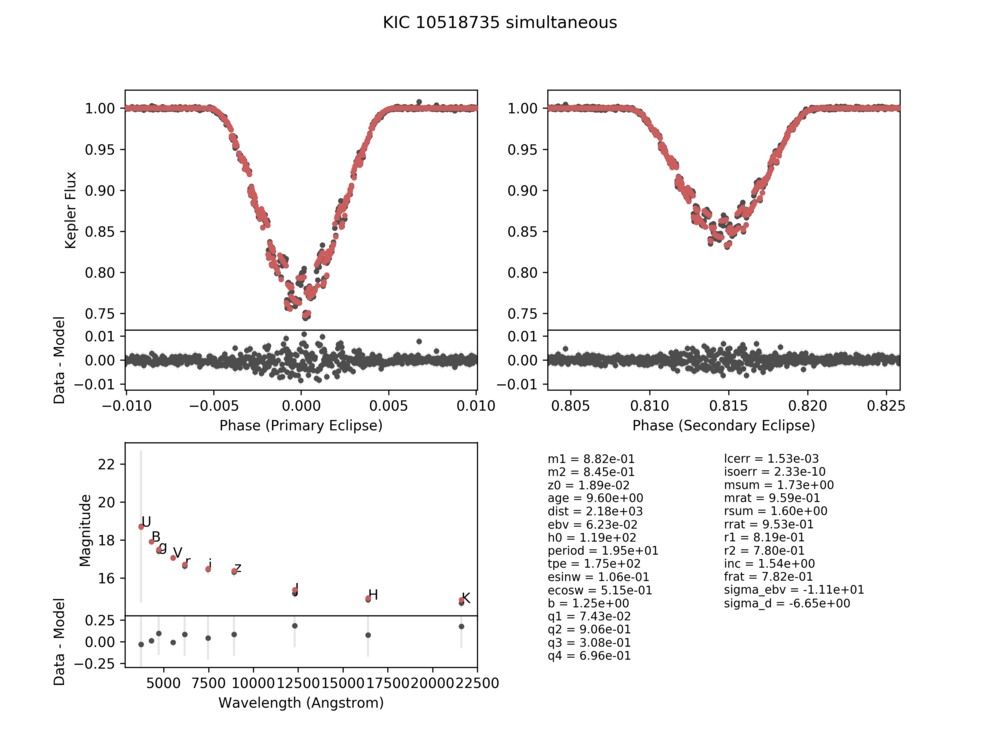 KIC 10518735 simultaneous
Kepler Flux
1.00
0.95
0.90
0.85
0.80
0.75
1.00
0.95
0.90
0.85
0.80
0.75
Data - Model
0.01
0.00
−0.01
0.01
0.00
−0.01
−0.010 −0.005 0.000 0.005 0.010
0.805 0.810 0.815 0.820 0.825
Phase (Primary Eclipse)
Phase (Secondary Eclipse)
Magnitude
22
20
18
16
U
B
g
V
r
i
z
J
H
K
Data - Model
0.25
0.00
−0.25
5000 7500 10000 12500 15000 17500 20000 22500
Wavelength (Angstrom)
m1 = 8.82e-01
m2 = 8.45e-01
z0 = 1.89e-02
age = 9.60e+00
dist = 2.18e+03
ebv = 6.23e-02
h0 = 1.19e+02
period = 1.95e+01
tpe = 1.75e+02
esinw = 1.06e-01
ecosw = 5.15e-01
b = 1.25e+00
q1 = 7.43e-02
q2 = 9.06e-01
q3 = 3.08e-01
q4 = 6.96e-01
lcerr = 1.53e-03
isoerr = 2.33e-10
msum = 1.73e+00
mrat = 9.59e-01
rsum = 1.60e+00
rrat = 9.53e-01
r1 = 8.19e-01
r2 = 7.80e-01
inc = 1.54e+00
frat = 7.82e-01
sigma_ebv = -1.11e+01
sigma_d = -6.65e+00